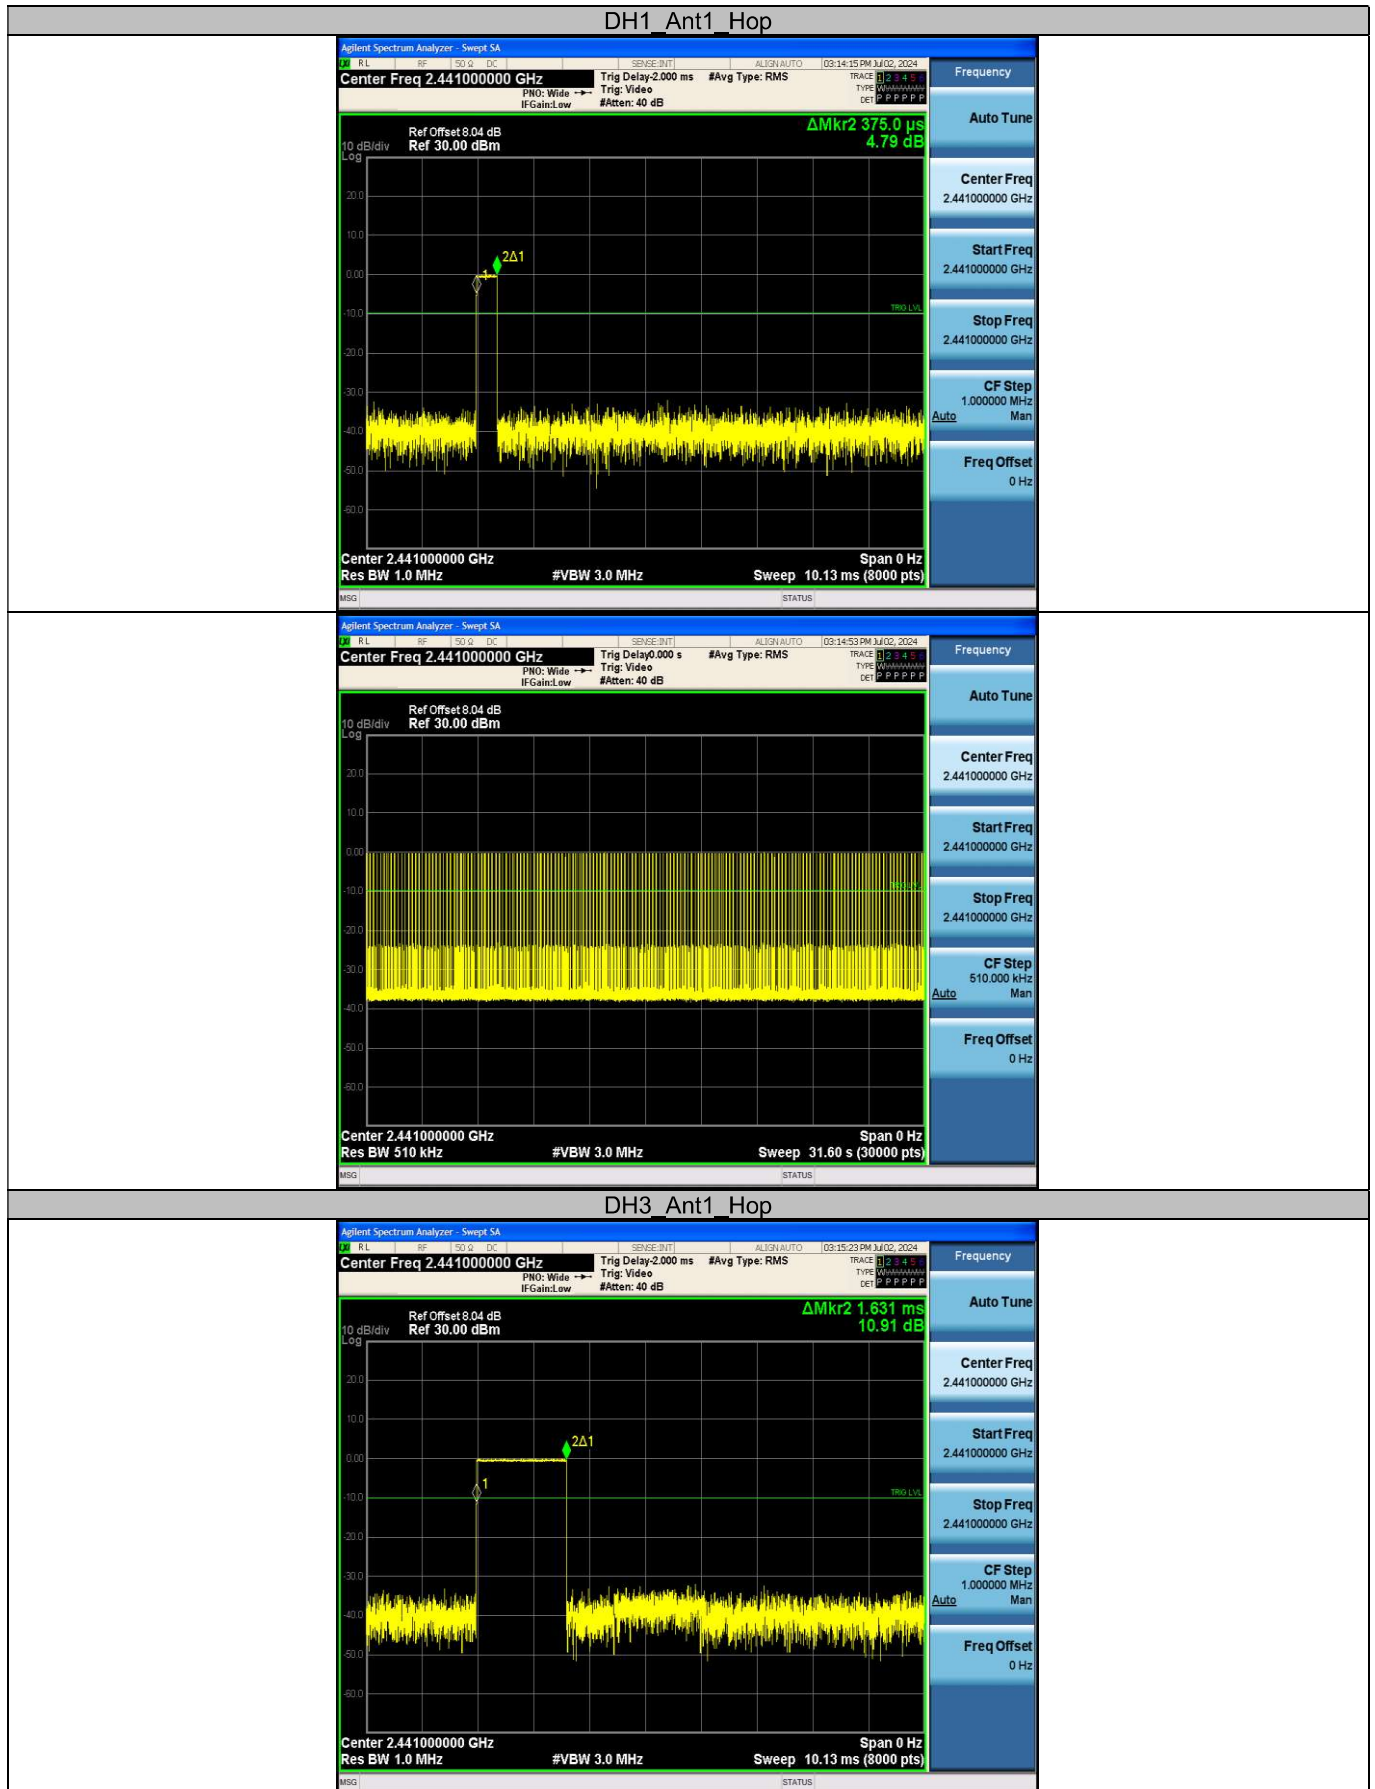 DH1_Ant1_Hop
Agilent Spectrum Analyzer - Swept SA
RL RF 50 Ω DC SENSE:INT ALIGN AUTO 03:14:15 PM Jul 02, 2024
Center Freq 2.441000000 GHz
PNO: Wide
IFGain:Low
Trig Delay-2.000 ms
Trig: Video
#Atten: 40 dB
#Avg Type: RMS
TRACE 1 2 3 4 5 6
TYPE W
DET P P P P P P
Frequency
ΔMkr2 375.0 µs
4.79 dB
Ref Offset 8.04 dB
10 dB/div Ref 30.00 dBm
Log
20.0
10.0
0.00
-10.0
-20.0
-30.0
-40.0
-50.0
-60.0
1
2Δ1
TRIG LVL
Center 2.441000000 GHz
Span 0 Hz
Res BW 1.0 MHz
#VBW 3.0 MHz
Sweep 10.13 ms (8000 pts)
MSG
STATUS
Auto Tune
Center Freq
2.441000000 GHz
Start Freq
2.441000000 GHz
Stop Freq
2.441000000 GHz
CF Step
1.000000 MHz
Auto Man
Freq Offset
0 Hz
Agilent Spectrum Analyzer - Swept SA
RL RF 50 Ω DC SENSE:INT ALIGN AUTO 03:14:53 PM Jul 02, 2024
Center Freq 2.441000000 GHz
PNO: Wide
IFGain:Low
Trig Delay0.000 s
Trig: Video
#Atten: 40 dB
#Avg Type: RMS
TRACE 1 2 3 4 5 6
TYPE W
DET P P P P P P
Frequency
Ref Offset 8.04 dB
10 dB/div Ref 30.00 dBm
Log
20.0
10.0
0.00
-10.0
-20.0
-30.0
-40.0
-50.0
-60.0
TRIG LVL
Center 2.441000000 GHz
Span 0 Hz
Res BW 510 kHz
#VBW 3.0 MHz
Sweep 31.60 s (30000 pts)
MSG
STATUS
Auto Tune
Center Freq
2.441000000 GHz
Start Freq
2.441000000 GHz
Stop Freq
2.441000000 GHz
CF Step
510.000 kHz
Auto Man
Freq Offset
0 Hz
DH3_Ant1_Hop
Agilent Spectrum Analyzer - Swept SA
RL RF 50 Ω DC SENSE:INT ALIGN AUTO 03:15:23 PM Jul 02, 2024
Center Freq 2.441000000 GHz
PNO: Wide
IFGain:Low
Trig Delay-2.000 ms
Trig: Video
#Atten: 40 dB
#Avg Type: RMS
TRACE 1 2 3 4 5 6
TYPE W
DET P P P P P P
Frequency
ΔMkr2 1.631 ms
10.91 dB
Ref Offset 8.04 dB
10 dB/div Ref 30.00 dBm
Log
20.0
10.0
0.00
-10.0
-20.0
-30.0
-40.0
-50.0
-60.0
1
2Δ1
TRIG LVL
Center 2.441000000 GHz
Span 0 Hz
Res BW 1.0 MHz
#VBW 3.0 MHz
Sweep 10.13 ms (8000 pts)
MSG
STATUS
Auto Tune
Center Freq
2.441000000 GHz
Start Freq
2.441000000 GHz
Stop Freq
2.441000000 GHz
CF Step
1.000000 MHz
Auto Man
Freq Offset
0 Hz